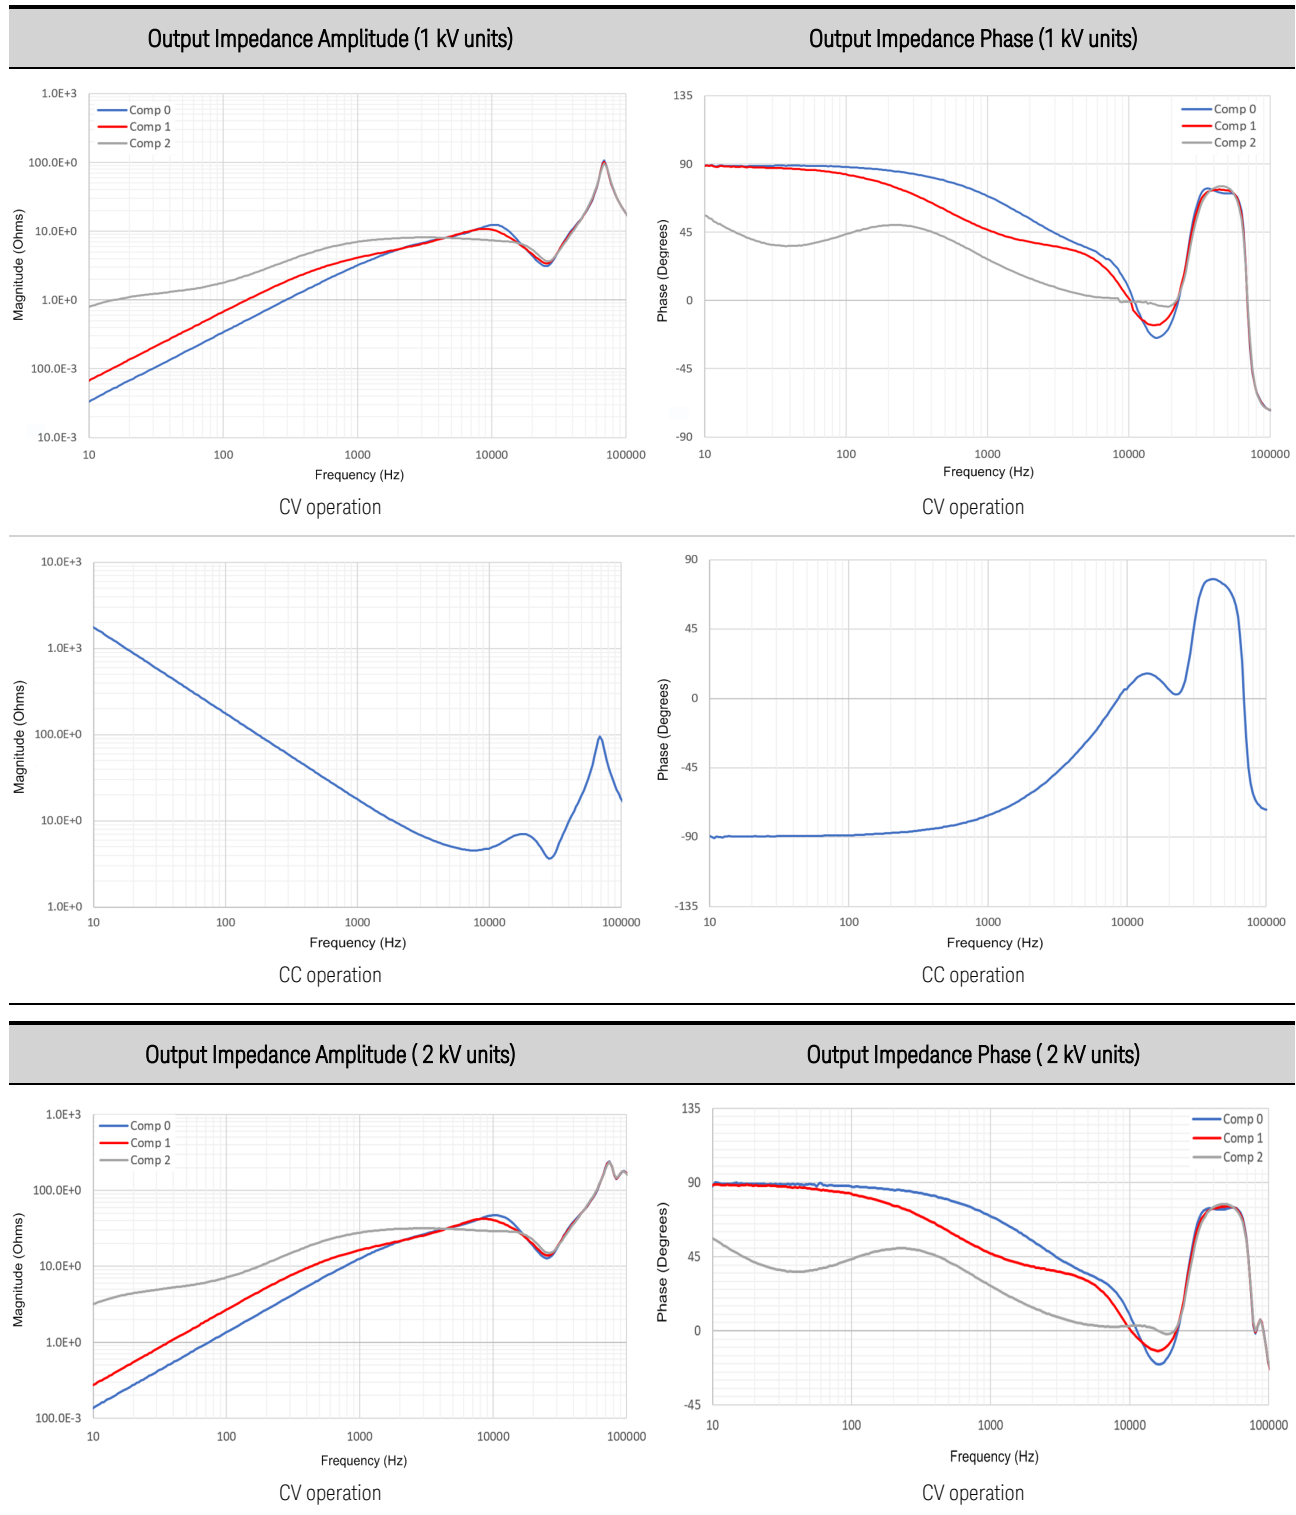 Output Impedance Amplitude (1 kV units)
Output Impedance Phase (1 kV units)
1.0E+3
100.0E+0
10.0E+0
1.0E+0
100.0E-3
10.0E-3
Magnitude (Ohms)
Comp 0
Comp 1
Comp 2
10
100
1000
10000
100000
Frequency (Hz)
CV operation
135
90
45
0
-45
-90
Phase (Degrees)
Comp 0
Comp 1
Comp 2
10
100
1000
10000
100000
Frequency (Hz)
CV operation
10.0E+3
1.0E+3
100.0E+0
10.0E+0
1.0E+0
Magnitude (Ohms)
10
100
1000
10000
100000
Frequency (Hz)
CC operation
90
45
0
-45
-90
-135
Phase (Degrees)
10
100
1000
10000
100000
Frequency (Hz)
CC operation
Output Impedance Amplitude ( 2 kV units)
Output Impedance Phase ( 2 kV units)
1.0E+3
100.0E+0
10.0E+0
1.0E+0
100.0E-3
Magnitude (Ohms)
Comp 0
Comp 1
Comp 2
10
100
1000
10000
100000
Frequency (Hz)
CV operation
135
90
45
0
-45
Phase (Degrees)
Comp 0
Comp 1
Comp 2
10
100
1000
10000
100000
Frequency (Hz)
CV operation